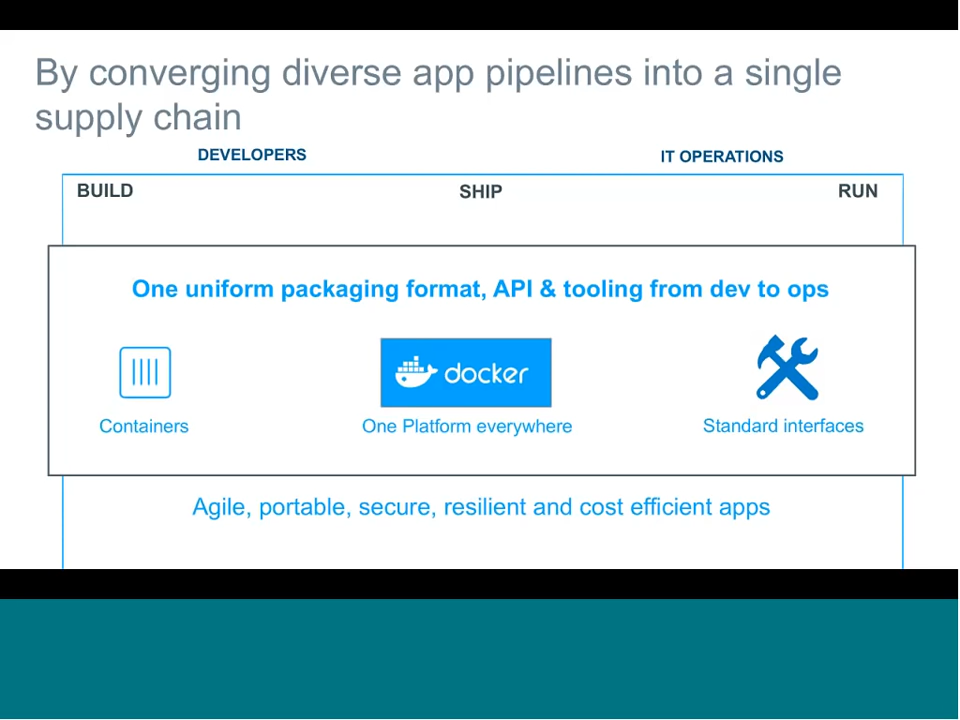 By converging diverse app pipelines into a single
supply chain
DEVELOPERS
IT OPERATIONS
BUILD
SHIP
RUN
One uniform packaging format, API & tooling from dev to ops
docker
Containers
One Platform everywhere
Standard interfaces
Agile, portable, secure, resilient and cost efficient apps